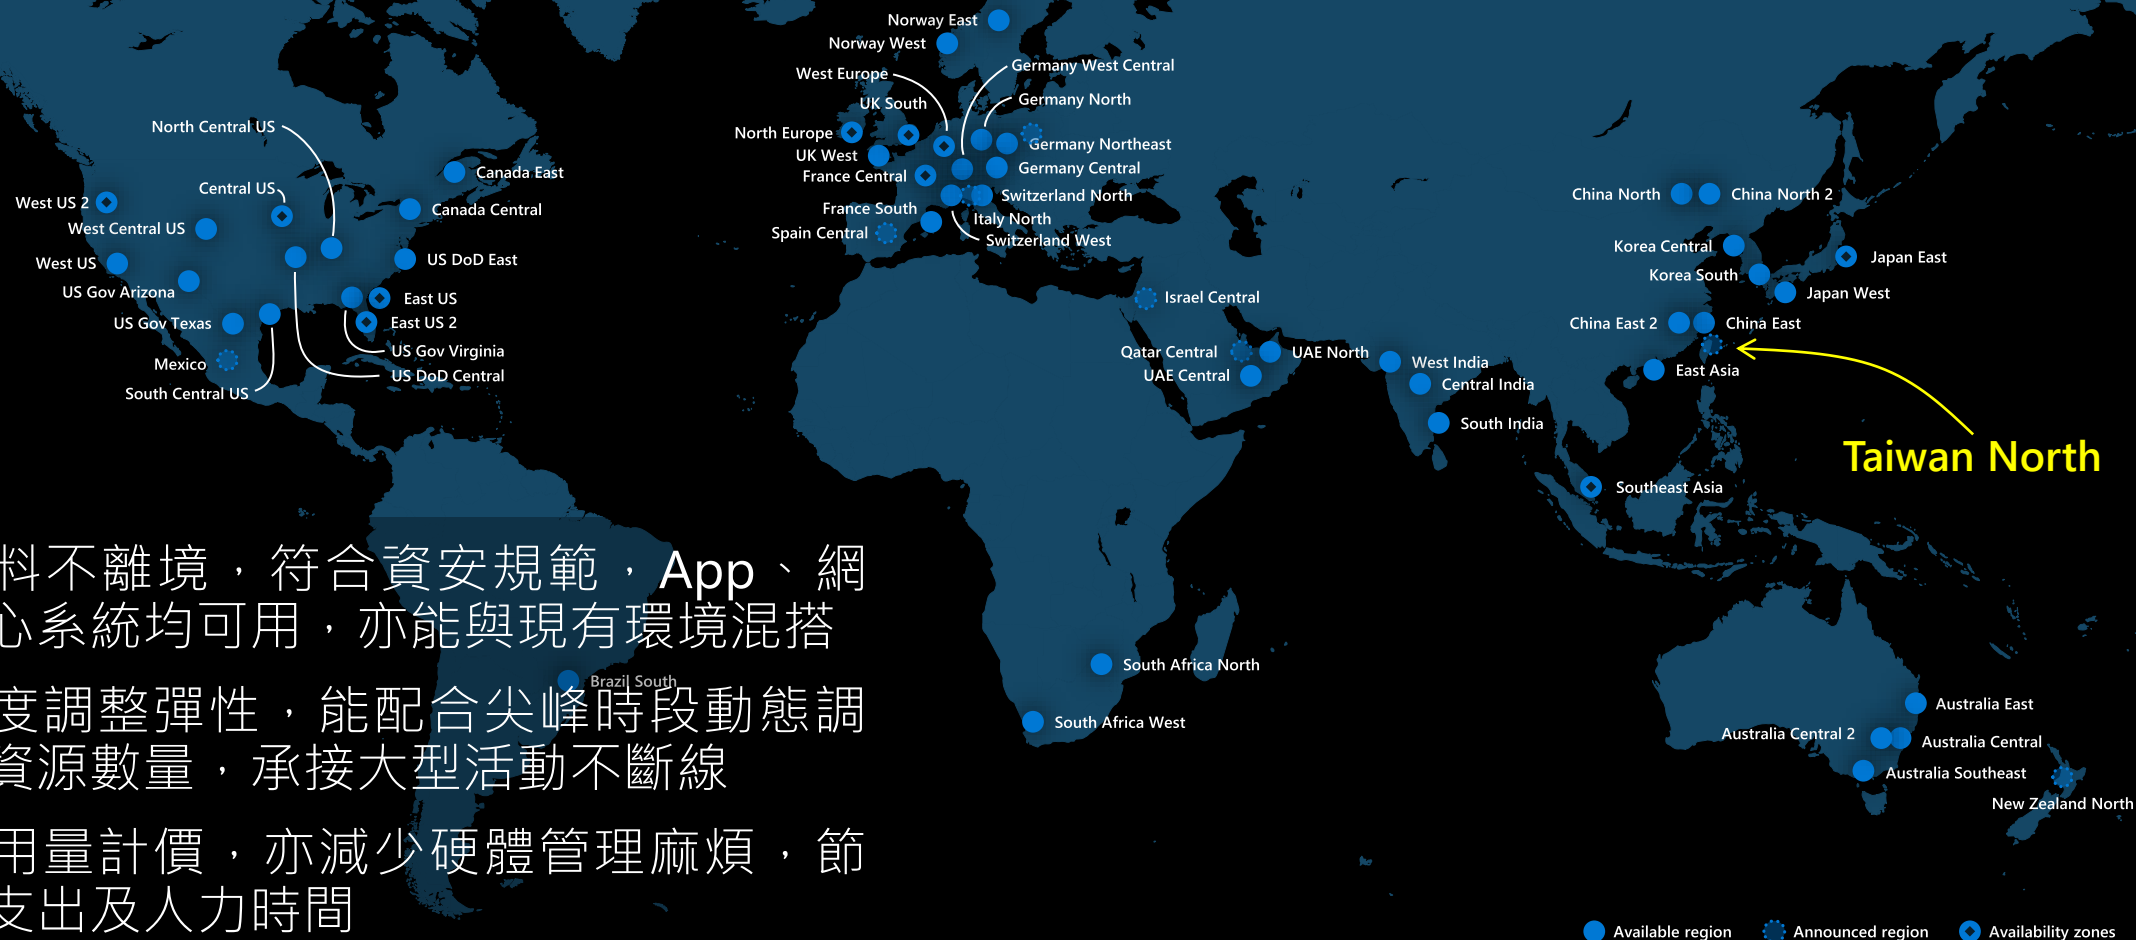 Norway East
Norway West
West Europe
Germany West Central
UK South
Germany North
North Central US
North Europe
Germany Northeast
UK West
Canada East
France Central
Germany Central
Central US
Switzerland North
China North
China North 2
West US 2
Canada Central
France South
Italy North
West Central US
Spain Central
Switzerland West
Korea Central
West US
US DoD East
Japan East
Korea South
US Gov Arizona
East US
Israel Central
Japan West
US Gov Texas
East US 2
China East 2
China East
US Gov Virginia
Qatar Central
UAE North
Mexico
West India
East Asia
US DoD Central
UAE Central
Central India
South Central US
South India
Taiwan North
Southeast Asia
料不離境，符合資安規範，App、網
心系統均可用，亦能與現有環境混搭
South Africa North
Brazil South
度調整彈性，能配合尖峰時段動態調
資源數量，承接大型活動不斷線
South Africa West
Australia East
Australia Central 2
Australia Central
Australia Southeast
New Zealand North
用量計價，亦減少硬體管理麻煩，節
支出及人力時間
Available region
Announced region
Availability zones